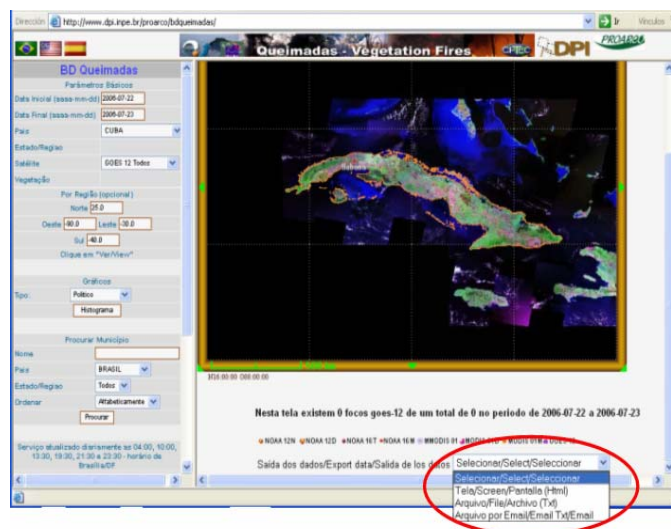 Dirección http://www.dpi.inpe.br/proarco/bdqueimadas/ Ir Vínculos
Queimadas - Vegetation Fires CPTEC DPI PROARCO
BD Queimadas
Parâmetros Básicos
Data Inicial (aaaa-mm-dd) 2006-07-22
Data Final (aaaa-mm-dd) 2006-07-23
País CUBA
Estado/Regiao
Satélite GOES 12 Todos
Vegetação
Por Região (opcional)
Norte 25.0
Oeste -90.0 Leste -30.0
Sul -40.0
Clique em "Ver/View"
Gráficos
Tipo: Político
Histograma
Procurar Município
Nome
País BRASIL
Estado/Regiao Todos
Ordenar Alfabeticamente
Procurar
Serviço atualizado diariamente as 04:00, 10:00,
13:30, 19:30, 21:30 e 23:30 - horário de
Brasília/DF
Nesta tela existem 0 focos goes-12 de um total de 0 no periodo de 2006-07-22 a 2006-07-23
NOAA 12N NOAA 12D NOAA 16T NOAA 16N
Saída dos dados/Export data/Salida de los datos Selecionar/Select/Seleccionar
Selecionar/Select/Seleccionar
Tela/Screen/Pantalla (Html)
Arquivo/File/Archivo (Txt)
Arquivo por Email/Email Txt/Email